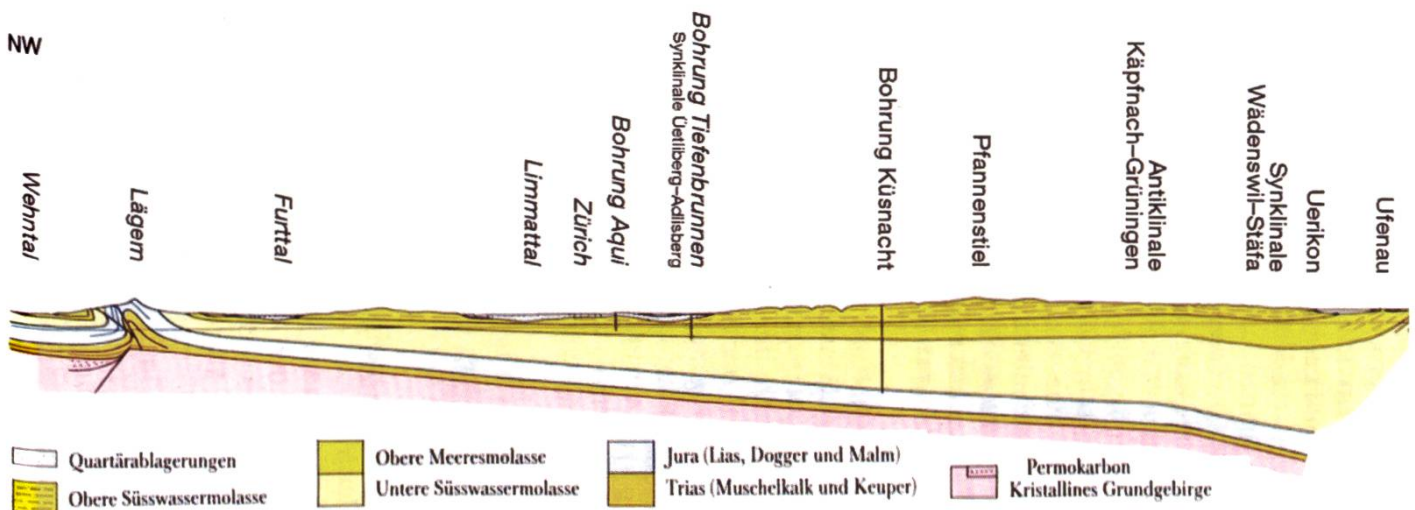 NW
Wehntal
Lägern
Furttal
Limmattal
Zürich
Bohrung Aqui
Synklinale Üetliberg–Adlisberg
Bohrung Tiefenbrunnen
Bohrung Küsnacht
Pfannenstiel
Antiklinale
Käpfnach–Grüningen
Synklinale
Wädenswil–Stäfa
Uerikon
Ufenau
Quartärablagerungen
Obere Süsswassermolasse
Obere Meeresmolasse
Untere Süsswassermolasse
Jura (Lias, Dogger und Malm)
Trias (Muschelkalk und Keuper)
Permokarbon
Kristallines Grundgebirge